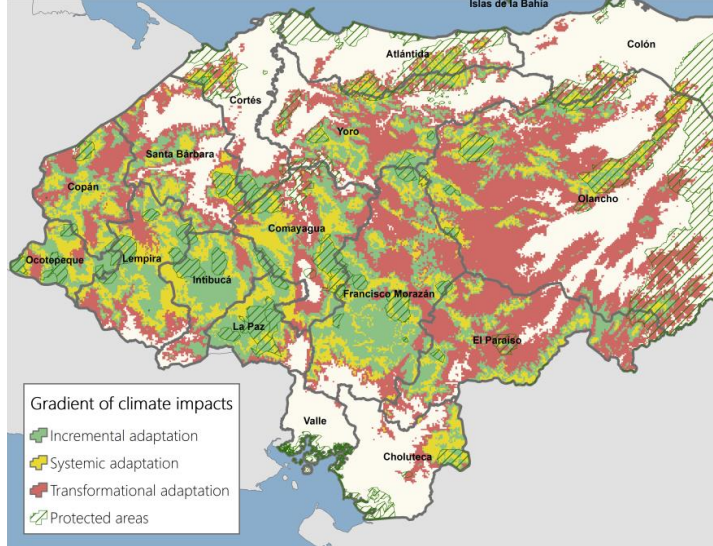 Islas de la Bahía
Colón
Atlántida
Cortés
Yoro
Santa Bárbara
Copán
Olancho
Comayagua
Ocotepeque
Lempira
Intibucá
Francisco Morazán
La Paz
El Paraíso
Gradient of climate impacts
Incremental adaptation
Systemic adaptation
Transformational adaptation
Protected areas
Valle
Choluteca